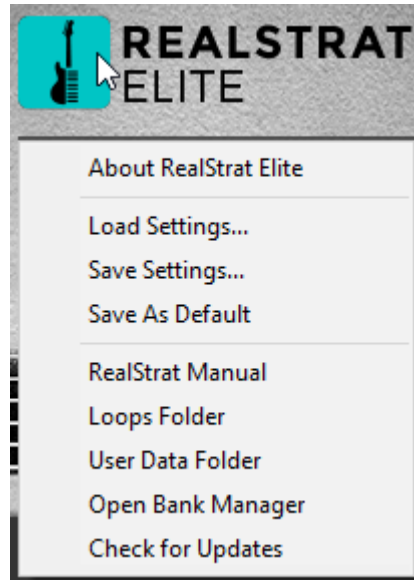 REALSTRAT
ELITE
About RealStrat Elite
Load Settings...
Save Settings...
Save As Default
RealStrat Manual
Loops Folder
User Data Folder
Open Bank Manager
Check for Updates